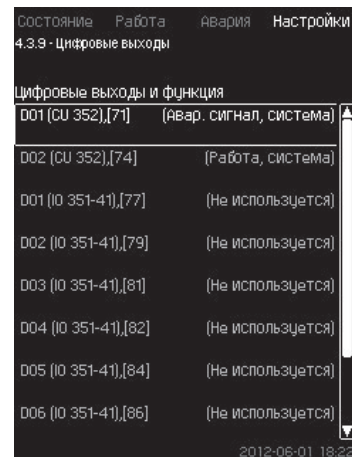 Состояние Работа Авария Настройки
4.3.9 - Цифровые выходы
Цифровые выходы и функция
DO1 (CU 352),[71] (Авар. сигнал, система)
DO2 (CU 352),[74] (Работа, система)
DO1 (IO 351-41),[77] (Не используется)
DO2 (IO 351-41),[79] (Не используется)
DO3 (IO 351-41),[81] (Не используется)
DO4 (IO 351-41),[82] (Не используется)
DO5 (IO 351-41),[84] (Не используется)
DO6 (IO 351-41),[86] (Не используется)
2012-06-01 18:22